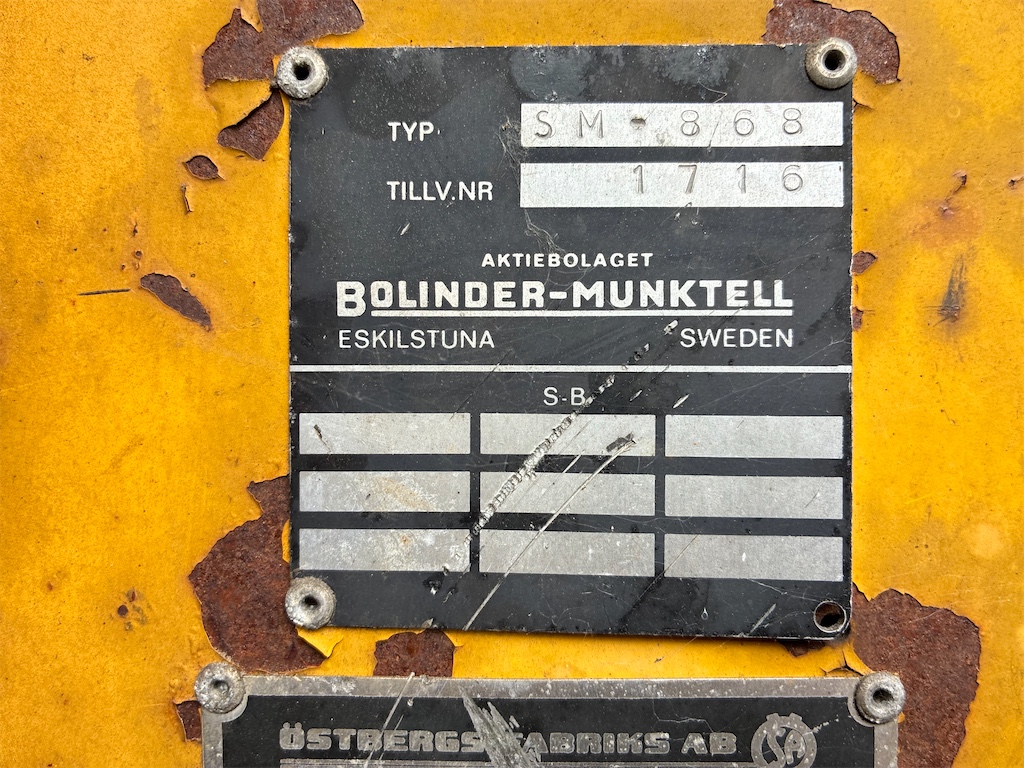 TYP SM-868
TILLV.NR 1716
AKTIEBOLAGET
BOLINDER-MUNKTELL
ESKILSTUNA SWEDEN
S-B
ÖSTBERGS FABRIKS AB